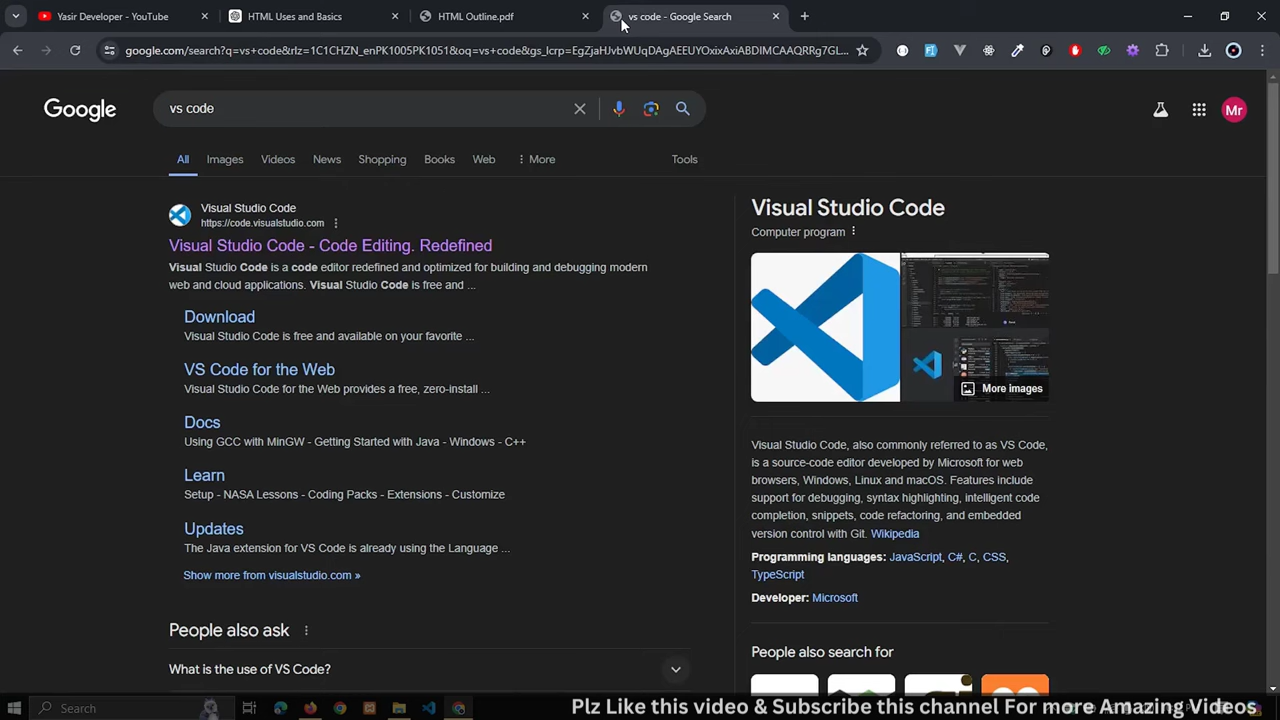 Yasir Developer - YouTube
HTML Uses and Basics
HTML Outline.pdf
vs code - Google Search
google.com/search?q=vs+code&rlz=1C1CHZN_enPK1005PK1051&oq=vs+code&gs_lcrp=EgZjaHJvbWUqDAgAEEUYOxixAxiABDIMCAAQRRg7GL...
Google
vs code
Mr
All
Images
Videos
News
Shopping
Books
Web
More
Tools
Visual Studio Code
https://code.visualstudio.com
Visual Studio Code - Code Editing. Redefined
Visual Studio Code is a code editor redefined and optimized for building and debugging modern
web and cloud applications. Visual Studio Code is free and ...
Download
Visual Studio Code is free and available on your favorite ...
VS Code for the Web
Visual Studio Code for the Web provides a free, zero-install ...
Docs
Using GCC with MinGW - Getting Started with Java - Windows - C++
Learn
Setup - NASA Lessons - Coding Packs - Extensions - Customize
Updates
The Java extension for VS Code is already using the Language ...
Show more from visualstudio.com »
People also ask
What is the use of VS Code?
Visual Studio Code
Computer program
More images
Visual Studio Code, also commonly referred to as VS Code,
is a source-code editor developed by Microsoft for web
browsers, Windows, Linux and macOS. Features include
support for debugging, syntax highlighting, intelligent code
completion, snippets, code refactoring, and embedded
version control with Git. Wikipedia
Programming languages: JavaScript, C#, C, CSS,
TypeScript
Developer: Microsoft
People also search for
Search
Plz Like this video & Subscribe this channel For more Amazing Videos